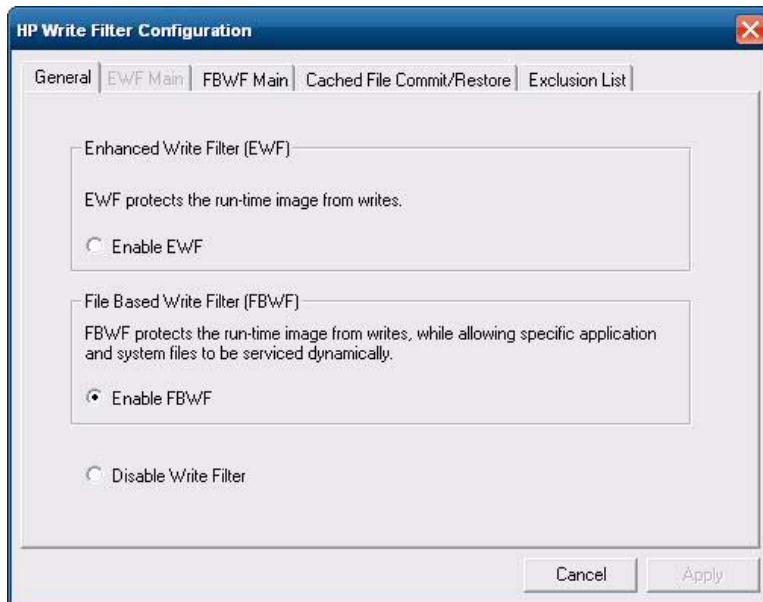 HP Write Filter Configuration
General EWF Main FBWF Main Cached File Commit/Restore Exclusion List
Enhanced Write Filter (EWF)
EWF protects the run-time image from writes.
Enable EWF
File Based Write Filter (FBWF)
FBWF protects the run-time image from writes, while allowing specific application
and system files to be serviced dynamically.
Enable FBWF
Disable Write Filter
Cancel Apply